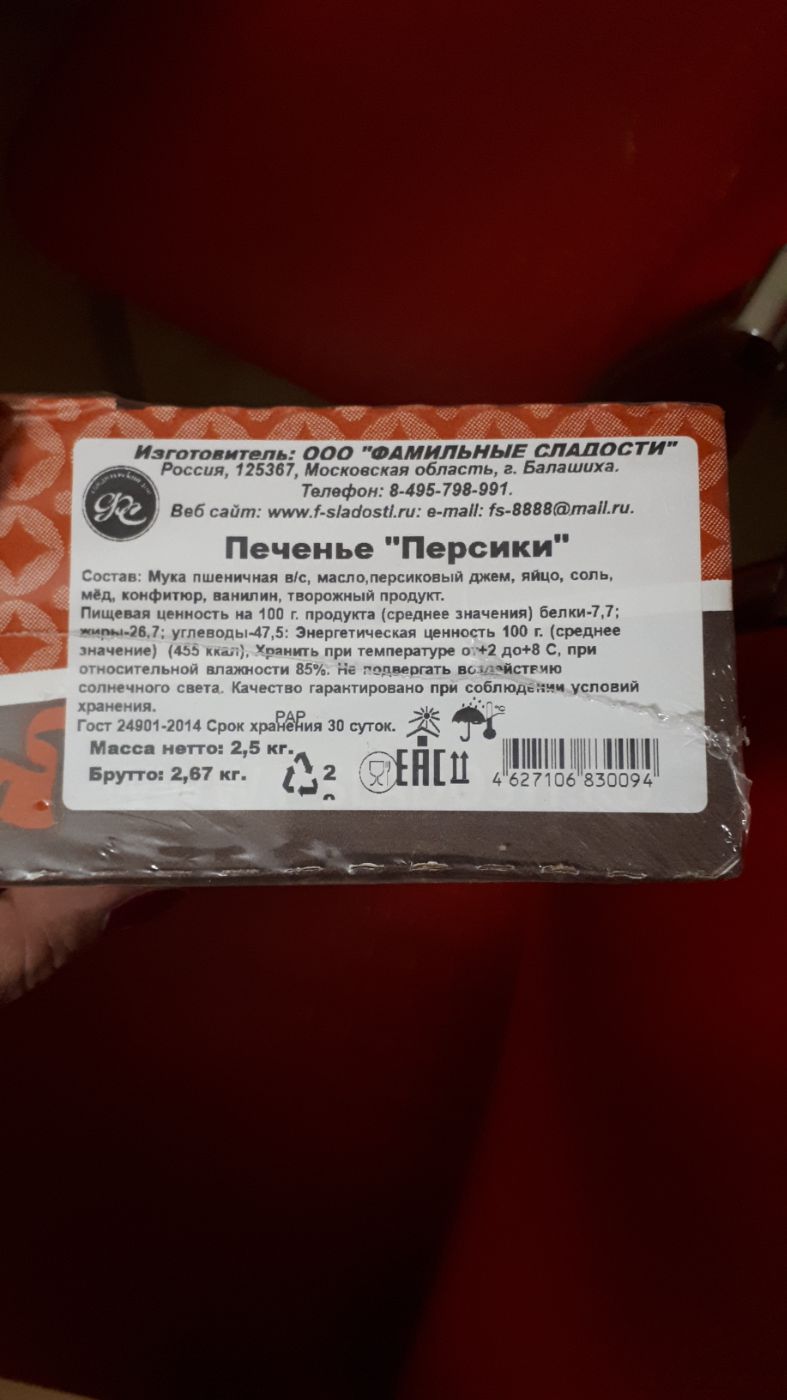 Изготовитель: ООО "ФАМИЛЬНЫЕ СЛАДОСТИ"
Россия, 125367, Московская область, г. Балашиха.
Телефон: 8-495-798-991.
Веб сайт: www.f-sladosti.ru: e-mail: fs-8888@mail.ru.
Печенье "Персики"
Состав: Мука пшеничная в/с, масло,персиковый джем, яйцо, соль,
мёд, конфитюр, ванилин, творожный продукт.
Пищевая ценность на 100 г. продукта (среднее значения) белки-7,7;
жиры-26,7; углеводы-47,5: Энергетическая ценность 100 г. (среднее
значение) (455 ккал), Хранить при температуре от+2 до+8 С, при
относительной влажности 85%. Не подвергать воздействию
солнечного света. Качество гарантировано при соблюдении условий
хранения.
PAP
Гост 24901-2014 Срок хранения 30 суток.
°C
Масса нетто: 2,5 кг.
Брутто: 2,67 кг.
2
EAC
4 627106 830094